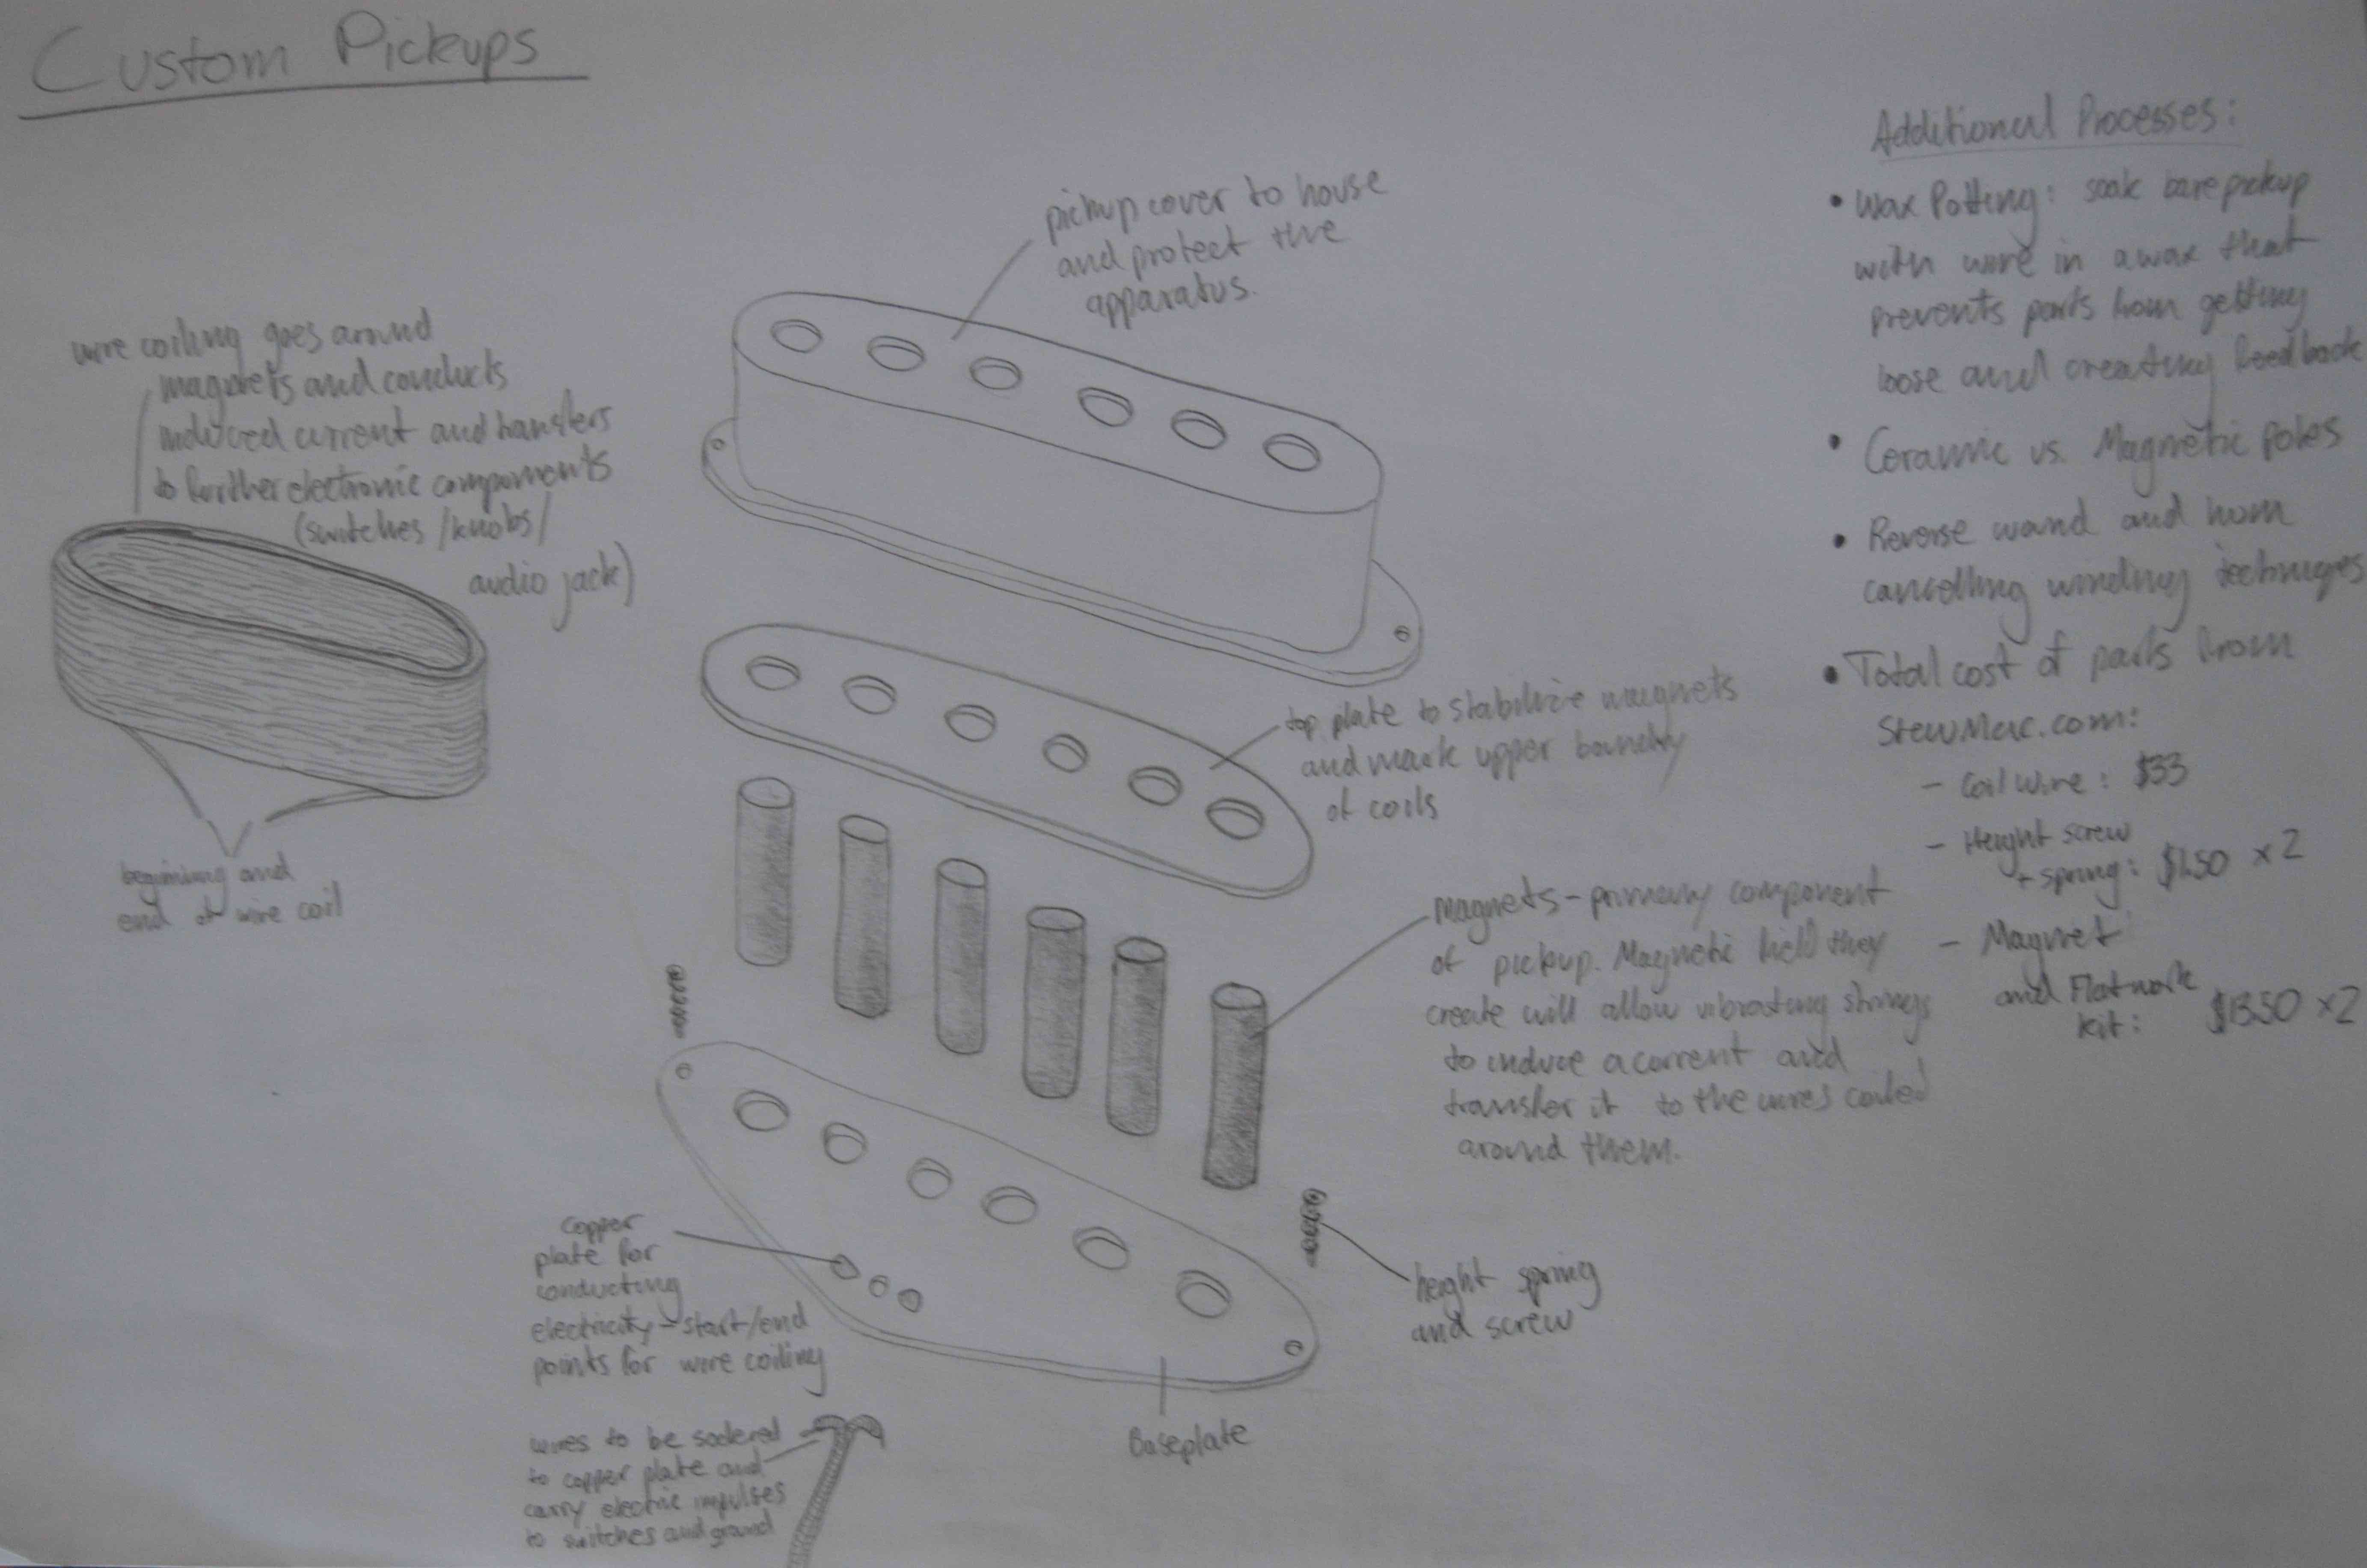 Custom Pickups
wire coiling goes around
magnets and conducts
induced current and transfers
to further electronic components
(switches/knobs/
audio jack)
begining and
end of wire coil
pickup cover to house
and protect the
apparatus.
top plate to stabilize magnets
and mark upper boundry
of coils
Magnets - primary component
of pickup. Magnetic field they
create will allow vibrating strings
to induce a current and
transfer it to the wires coiled
around them.
height spring
and screw
Copper
plate for
conducting
electricity - start/end
points for wire coiling
wires to be sodered
to copper plate and
carry electric impulses
to switches and ground
Baseplate
Additional Processes:
• Wax Potting: soak bare pickup
with wire in a wax that
prevents parts from getting
loose and creating feedback
• Ceramic vs. Magnetic poles
• Reverse wound and hum
cancelling winding techniques
• Total cost of parts from
StewMac.com:
- Coil wire: $33
- Height screw
+ spring: $1.50 x 2
- Magnet
and Flatwork
kit: $13.50 x 2